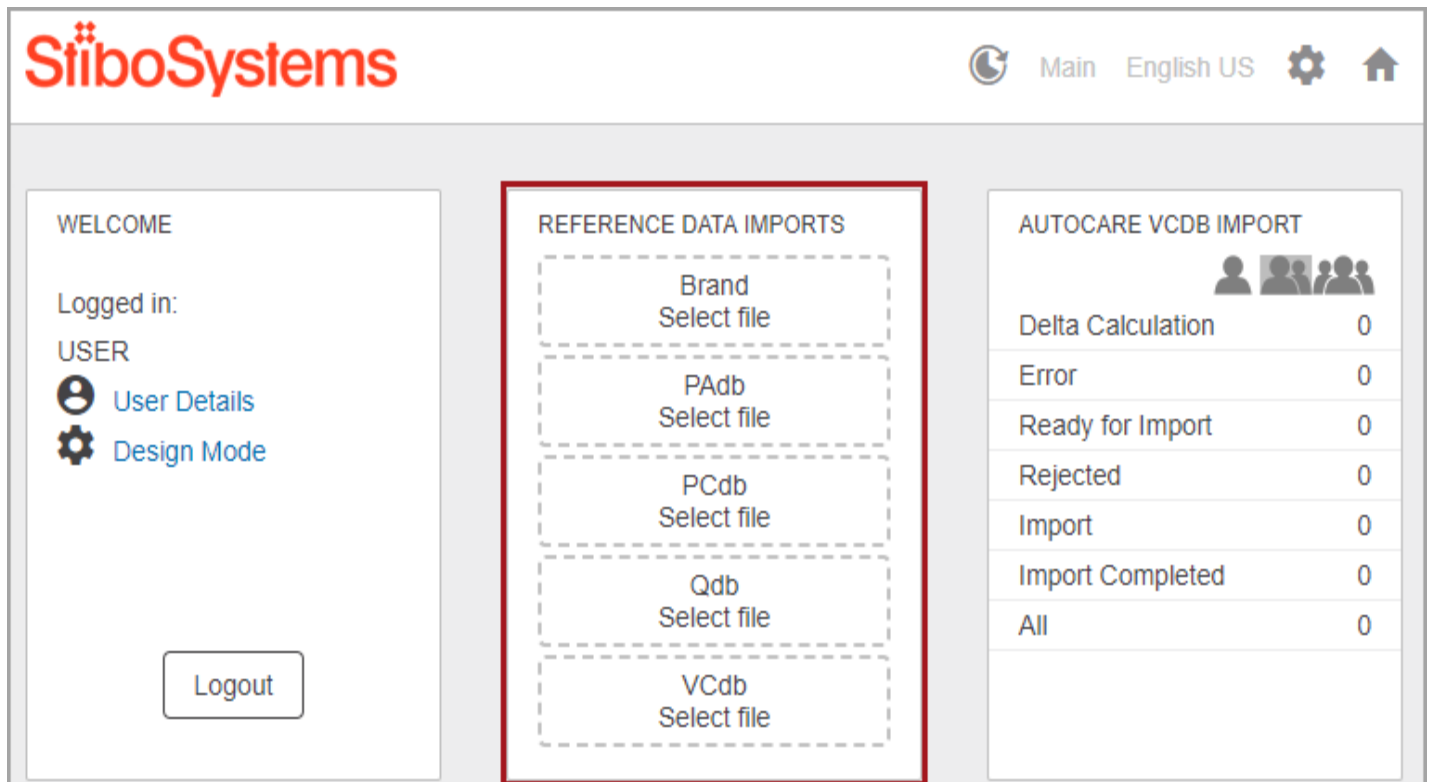 StiboSystems
Main English US
WELCOME
Logged in:
USER
User Details
Design Mode
Logout
REFERENCE DATA IMPORTS
Brand
Select file
PAdb
Select file
PCdb
Select file
Qdb
Select file
VCdb
Select file
AUTOCARE VCDB IMPORT
Delta Calculation 0
Error 0
Ready for Import 0
Rejected 0
Import 0
Import Completed 0
All 0